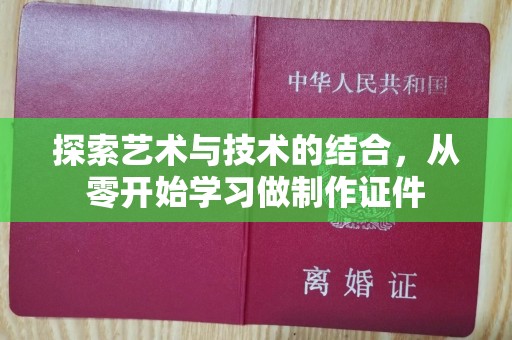 中华人民共和国
探索艺术与技术的结合，从
零开始学习做制作证件
离婚证